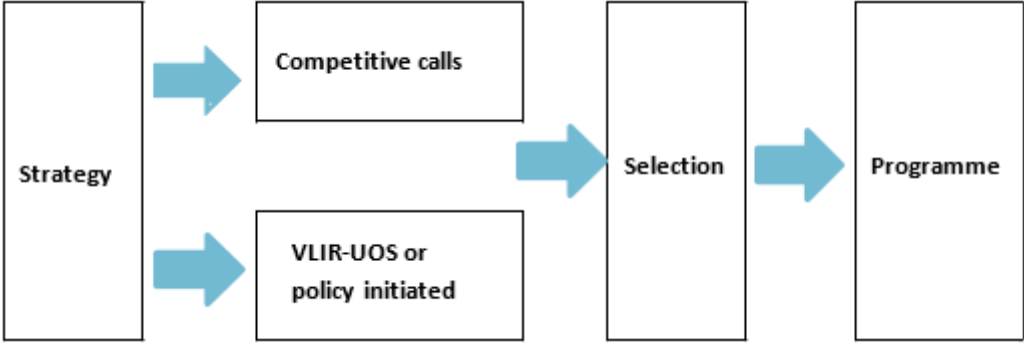 Strategy
Competitive calls
VLIR-UOS or
policy initiated
Selection
Programme